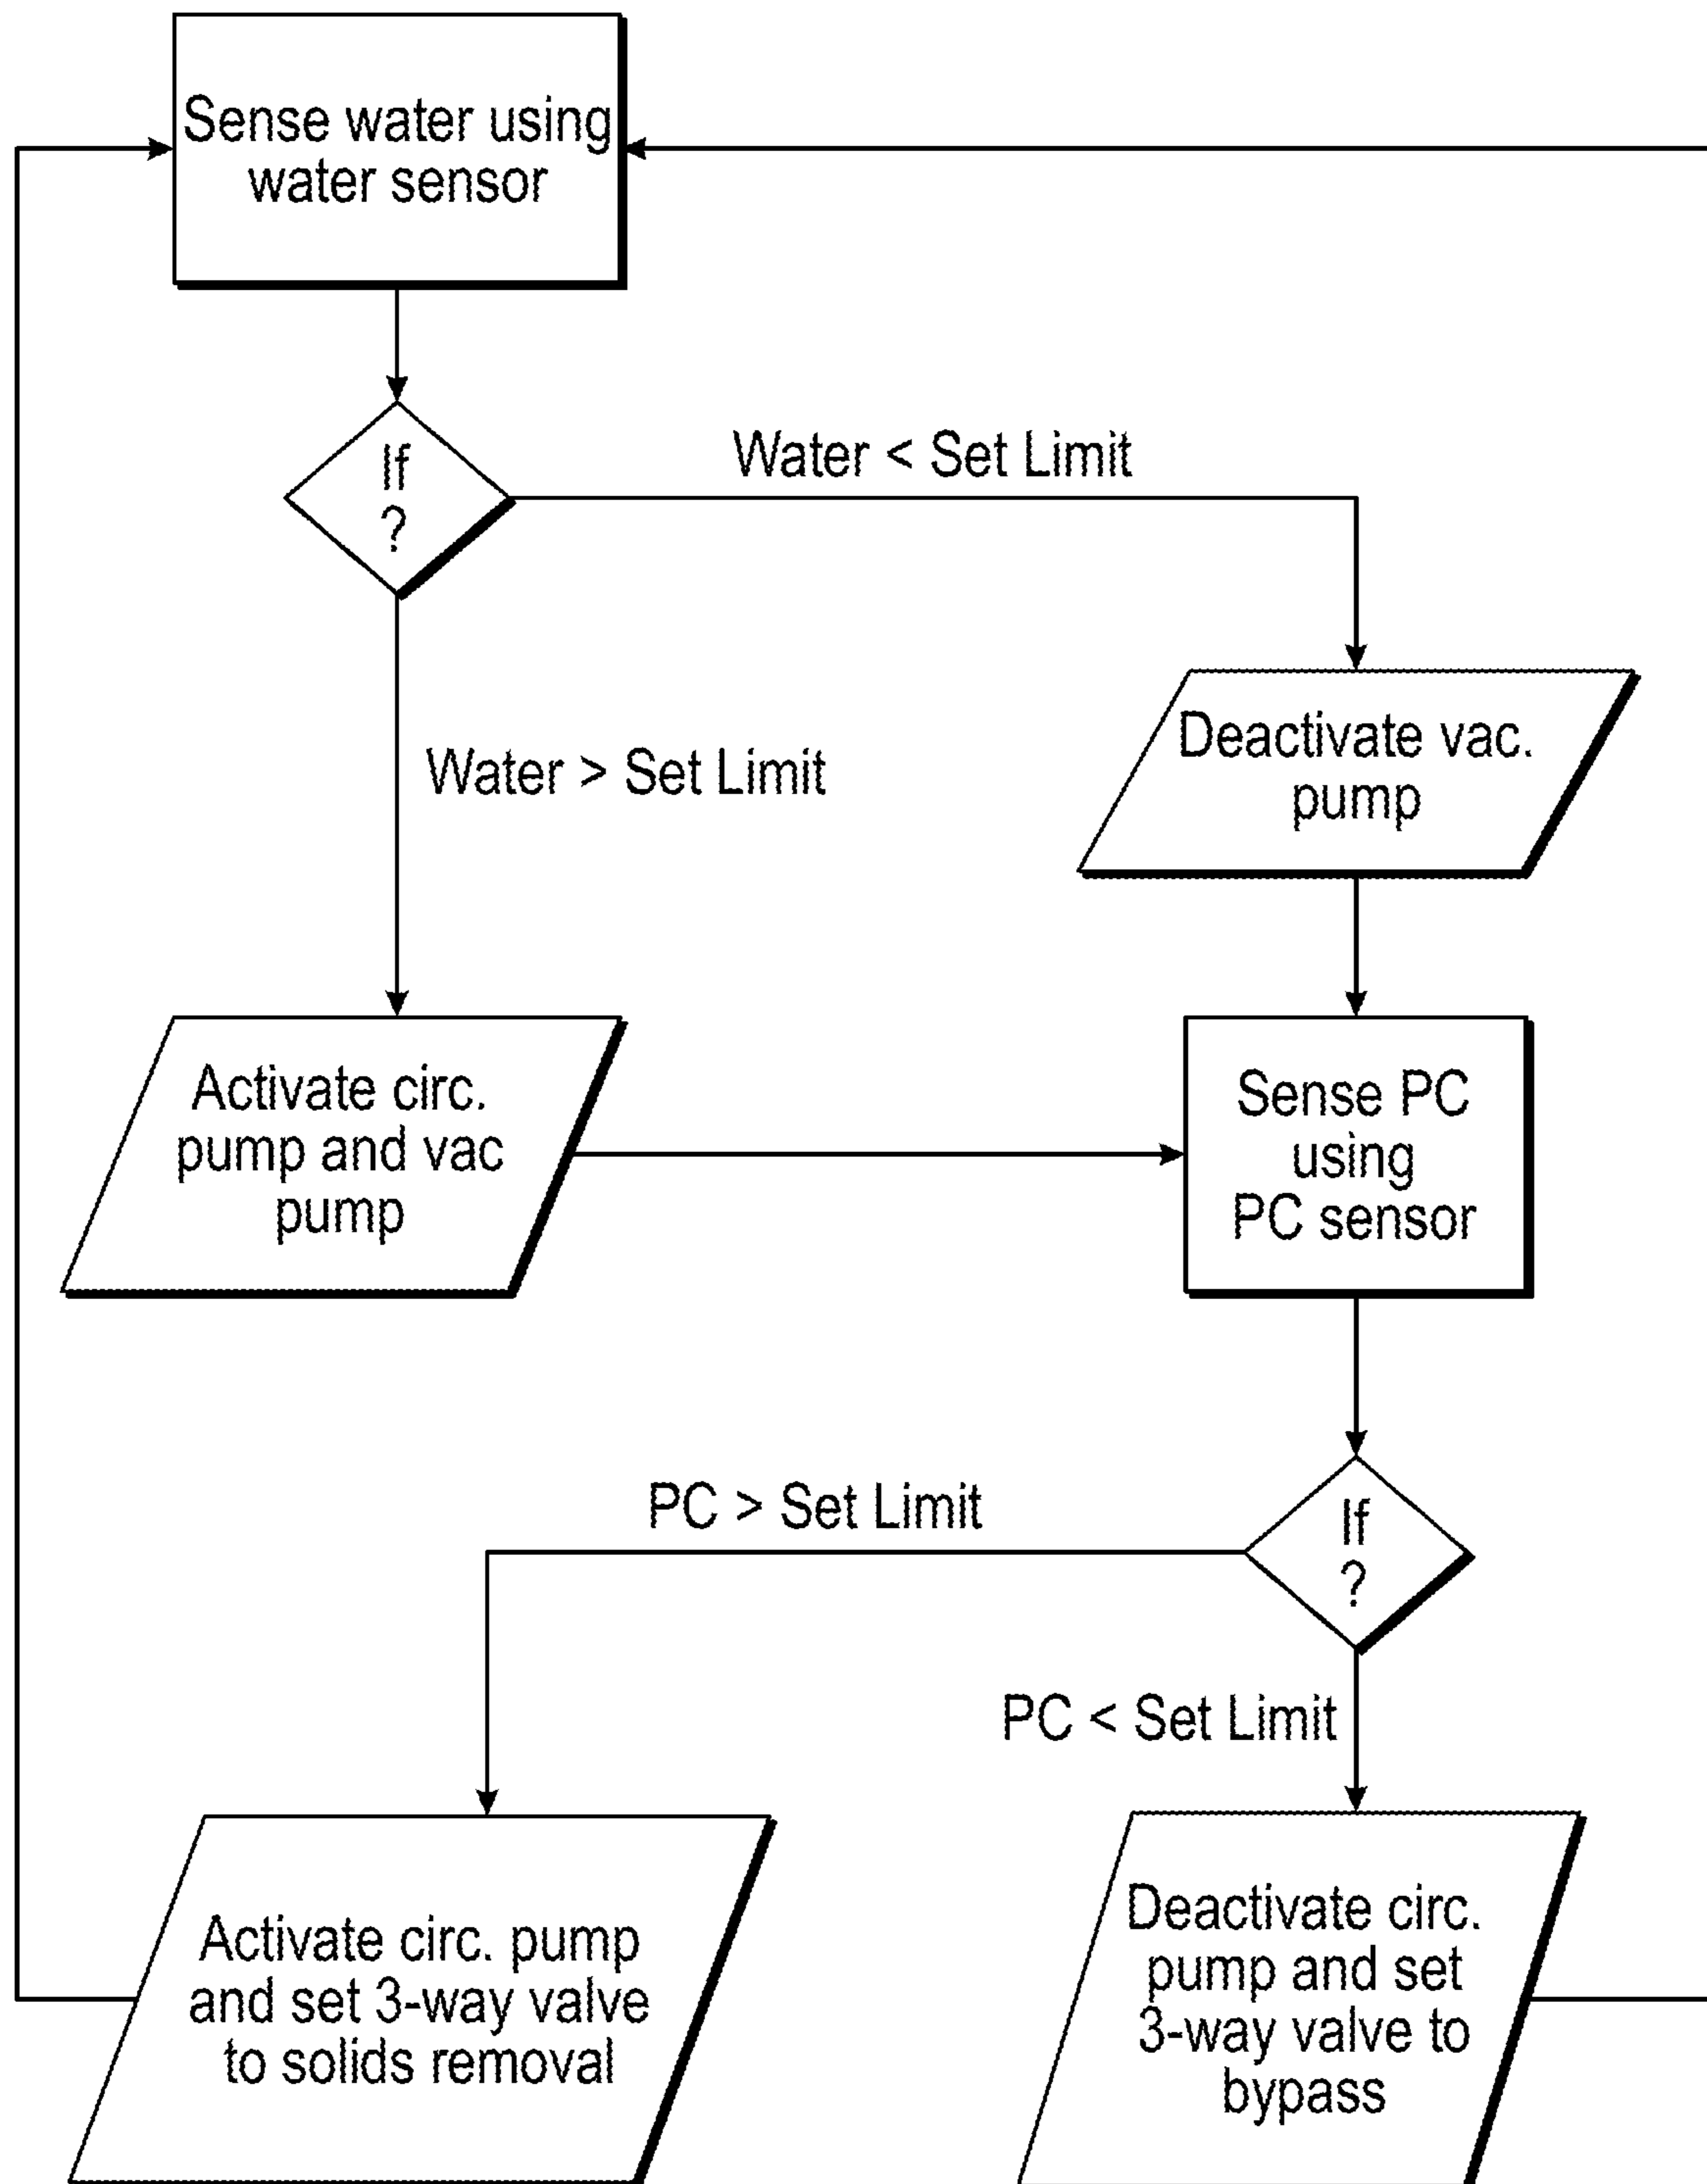 Sense water using
water sensor
If
?
Water < Set Limit
Water > Set Limit
Deactivate vac.
pump
Activate circ.
pump and vac
pump
Sense PC
using
PC sensor
If
?
PC > Set Limit
PC < Set Limit
Activate circ. pump
and set 3-way valve
to solids removal
Deactivate circ.
pump and set
3-way valve to
bypass